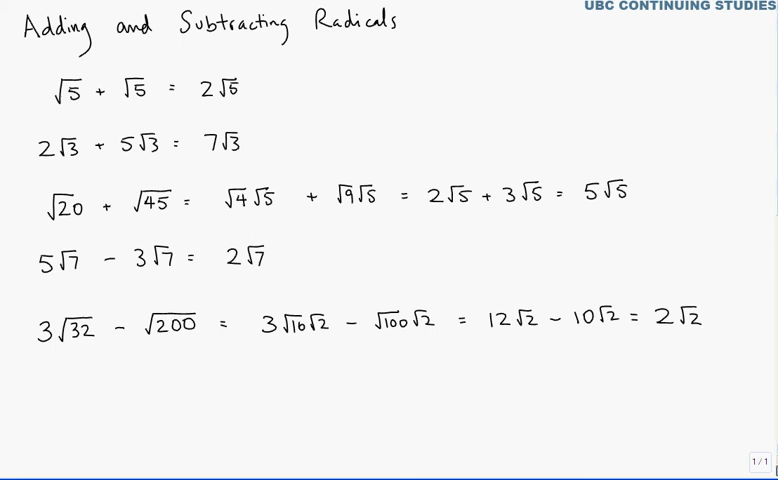 UBC CONTINUING STUDIES
Adding and Subtracting Radicals
√5 + √5 = 2√5
2√3 + 5√3 = 7√3
√20 + √45 = √4√5 + √9√5 = 2√5 + 3√5 = 5√5
5√7 - 3√7 = 2√7
3√32 - √200 = 3√16√2 - √100√2 = 12√2 - 10√2 = 2√2
1/1